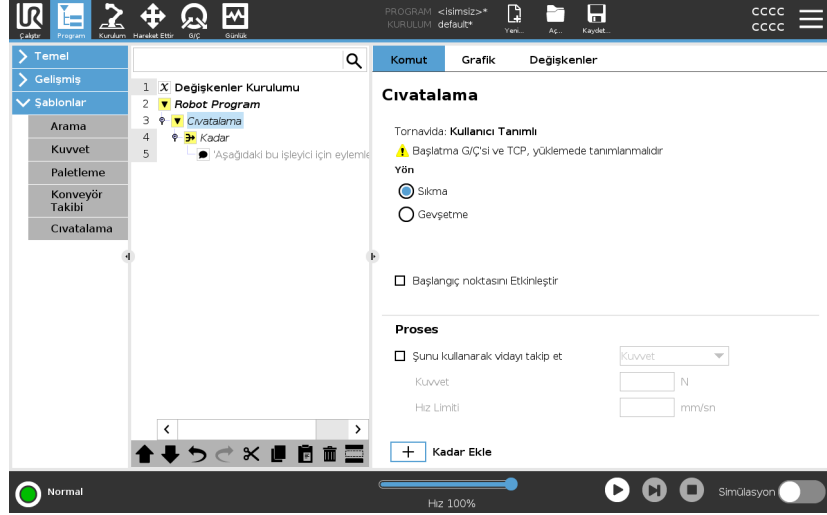 UR
Çalıştır
Program
Kurulum
Hareket Ettir
G/Ç
Günlük
PROGRAM <isimsiz>*
KURULUM default*
Yeni...
Aç...
Kaydet...
CCCC
CCCC
Temel
Gelişmiş
Şablonlar
Arama
Kuvvet
Paletleme
Konveyör
Takibi
Cıvatalama
1 X Değişkenler Kurulumu
2 Robot Program
3 Cıvatalama
4 Kadar
5 'Aşağıdaki bu işleyici için eylemle
Komut
Grafik
Değişkenler
Cıvatalama
Tornavida: Kullanıcı Tanımlı
Başlatma G/Ç'si ve TCP, yüklemede tanımlanmalıdır
Yön
Sıkma
Gevşetme
Başlangıç noktasını Etkinleştir
Proses
Şunu kullanarak vidayı takip et
Kuvvet
Kuvvet
N
Hız Limiti
mm/sn
+ Kadar Ekle
Normal
Hız 100%
Simülasyon